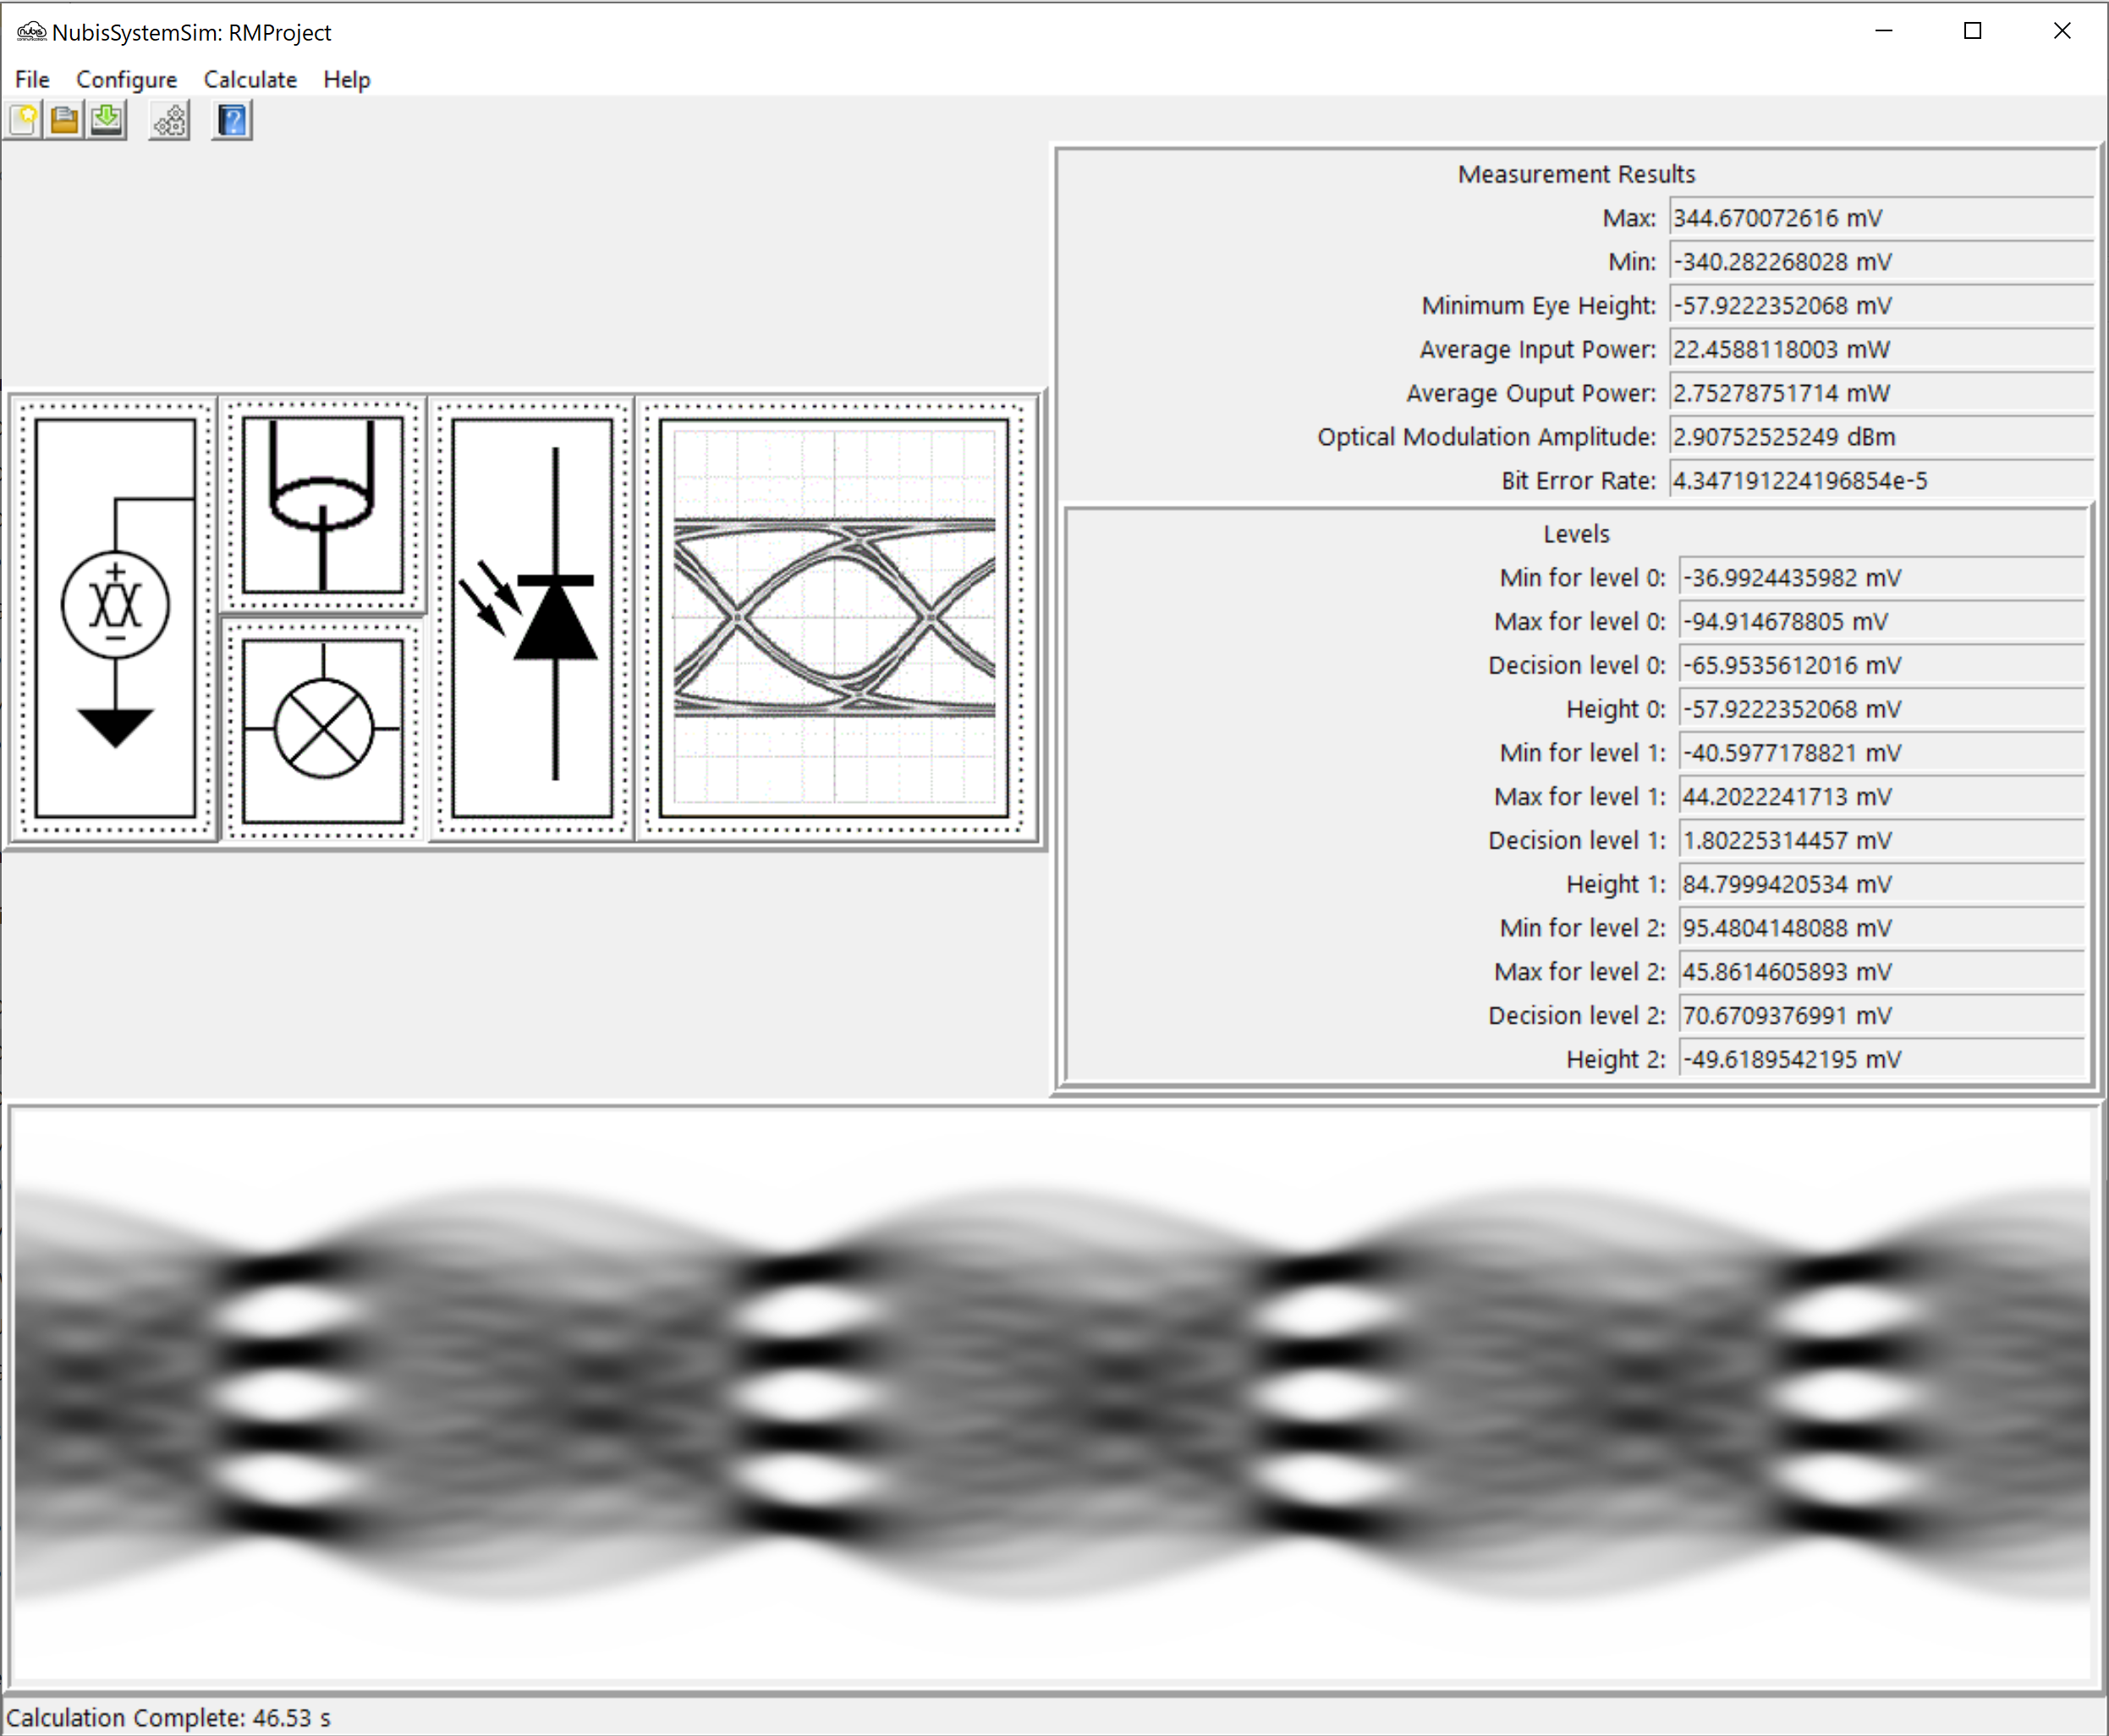 NubisSystemSim: RMProject
File Configure Calculate Help
Measurement Results
Max: 344.670072616 mV
Min: -340.282268028 mV
Minimum Eye Height: -57.9222352068 mV
Average Input Power: 22.4588118003 mW
Average Ouput Power: 2.75278751714 mW
Optical Modulation Amplitude: 2.90752525249 dBm
Bit Error Rate: 4.347191224196854e-5
Levels
Min for level 0: -36.9924435982 mV
Max for level 0: -94.914678805 mV
Decision level 0: -65.9535612016 mV
Height 0: -57.9222352068 mV
Min for level 1: -40.5977178821 mV
Max for level 1: 44.2022241713 mV
Decision level 1: 1.80225314457 mV
Height 1: 84.7999420534 mV
Min for level 2: 95.4804148088 mV
Max for level 2: 45.8614605893 mV
Decision level 2: 70.6709376991 mV
Height 2: -49.6189542195 mV
Calculation Complete: 46.53 s